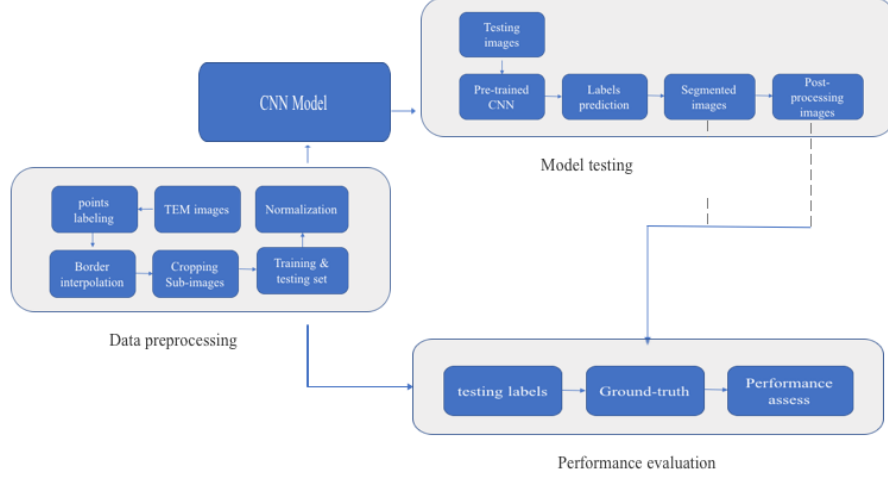 Testing
images
Pre-trained
CNN
Labels
prediction
Segmented
images
Post-
processing
images
Model testing
CNN Model
points
labeling
TEM images
Normalization
Border
interpolation
Cropping
Sub-images
Training &
testing set
Data preprocessing
testing labels
Ground-truth
Performance
assess
Performance evaluation